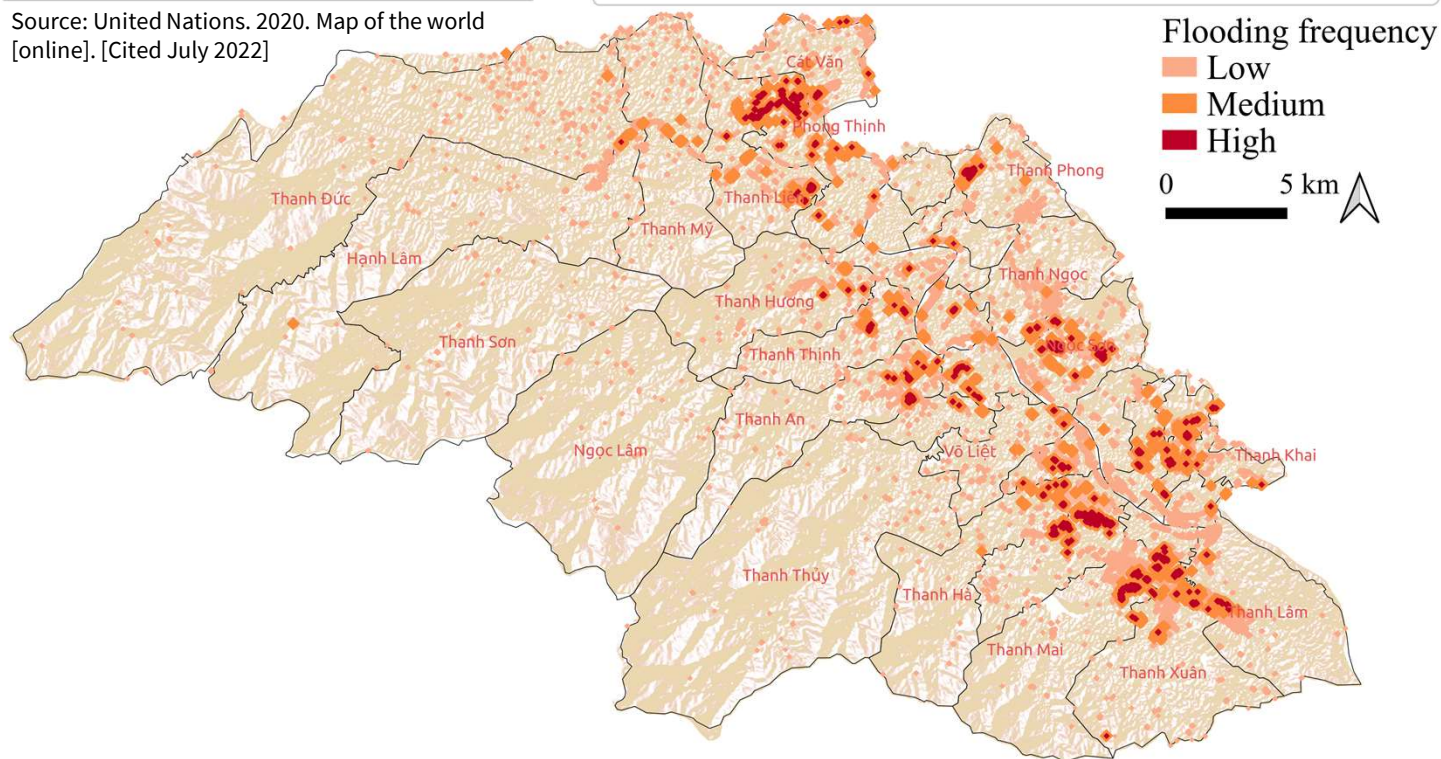 Source: United Nations. 2020. Map of the world
[online]. [Cited July 2022]
Flooding frequency
Low
Medium
High
0 5 km
Cát Văn
Phong Thịnh
Thanh Phong
Thanh Đức
Thanh Liên
Thanh Mỹ
Hạnh Lâm
Thanh Ngọc
Thanh Hương
Thanh Sơn
Thanh Thịnh
Ngọc Sơn
Thanh An
Ngọc Lâm
Võ Liệt
Thanh Khai
Thanh Thủy
Thanh Hà
Thanh Lâm
Thanh Mai
Thanh Xuân